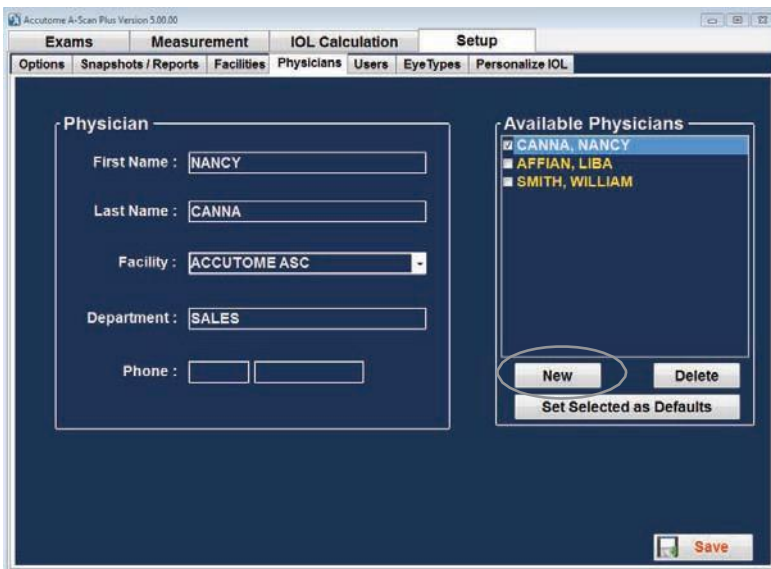 Accutome A-Scan Plus Version 5.00.00
Exams Measurement IOL Calculation Setup
Options Snapshots / Reports Facilities Physicians Users Eye Types Personalize IOL
Physician
First Name : NANCY
Last Name : CANNA
Facility : ACCUTOME ASC
Department : SALES
Phone :
Available Physicians
CANNA, NANCY
AFFIAN, LIBA
SMITH, WILLIAM
New Delete
Set Selected as Defaults
Save